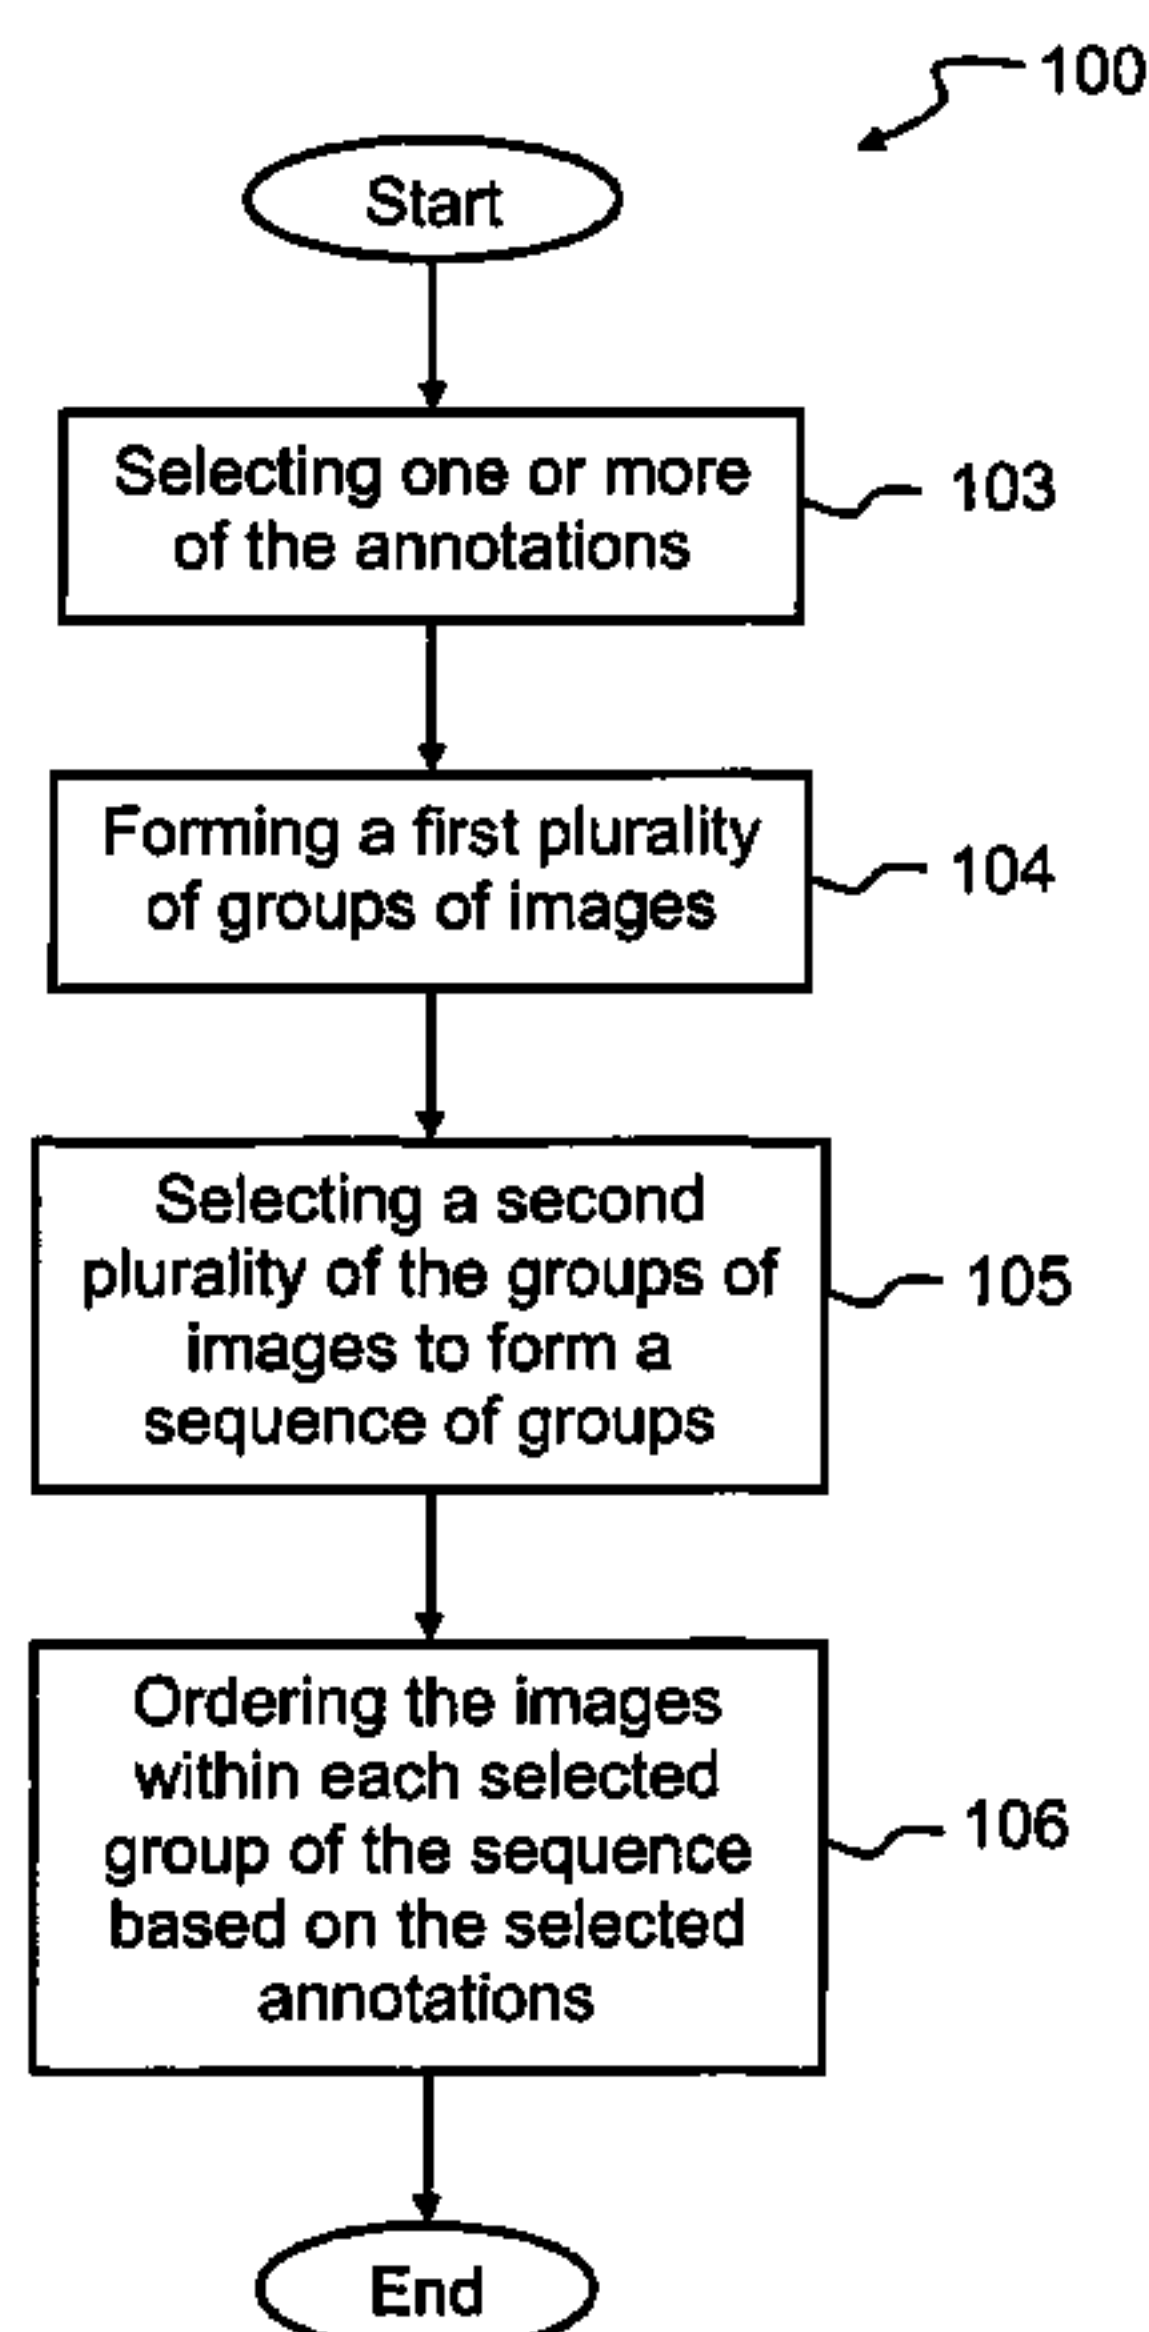 100
Start
Selecting one or more
of the annotations
103
Forming a first plurality
of groups of images
104
Selecting a second
plurality of the groups of
images to form a
sequence of groups
105
Ordering the images
within each selected
group of the sequence
based on the selected
annotations
106
End